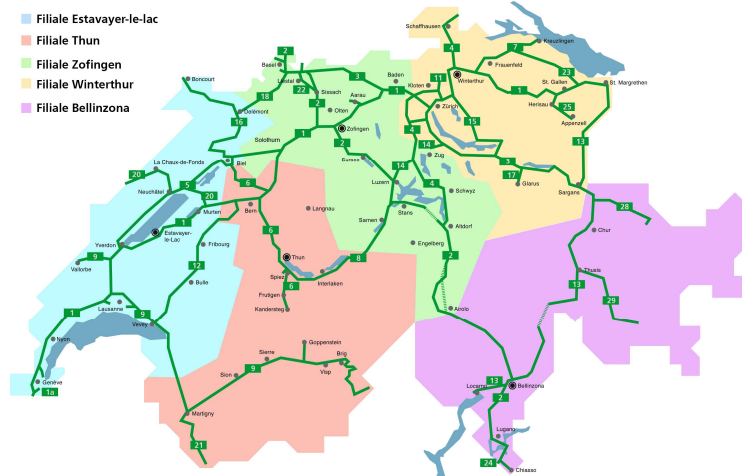 Filiale Estavayer-le-lac
Filiale Thun
Filiale Zofingen
Filiale Winterthur
Filiale Bellinzona
Schaffhausen
4
Kreuzlingen
7
Frauenfeld
2
Basel
Boncourt
Liestal
22
Sissach
3
Baden
1
Kloten
11
Winterthur
23
St. Gallen
St. Margrethen
1
18
Aarau
2
Olten
Herisau
25
Appenzell
Delémont
16
Zofingen
Zürich
15
4
13
Solothurn
1
2
Sursee
14
Zug
3
La Chaux-de-Fonds
Biel
14
17
20
5
6
Luzern
4
Schwyz
Glarus
Sargans
Neuchâtel
20
Murten
Bern
Langnau
Stans
28
1
Sarnen
Altdorf
Estavayer-
le-Lac
6
Chur
Yverdon
Fribourg
Engelberg
9
Vallorbe
12
Thun
8
2
Spiez
Interlaken
Thusis
Bulle
6
13
Frutigen
29
Lausanne
Kandersteg
Airolo
1
9
Vevey
Nyon
Goppenstein
Sierre
Brig
9
Visp
Sion
Genève
1a
13
Locarno
Bellinzona
2
Martigny
21
Lugano
24
Chiasso